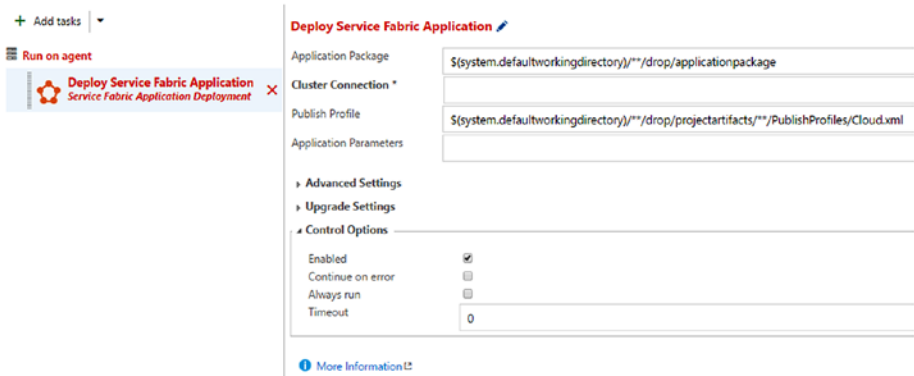 + Add tasks
Run on agent
Deploy Service Fabric Application
Service Fabric Application Deployment
Deploy Service Fabric Application
Application Package
$(system.defaultworkingdirectory)/**/drop/applicationpackage
Cluster Connection *
Publish Profile
$(system.defaultworkingdirectory)/**/drop/projectartifacts/**/PublishProfiles/Cloud.xml
Application Parameters
Advanced Settings
Upgrade Settings
Control Options
Enabled
Continue on error
Always run
Timeout
0
More Information